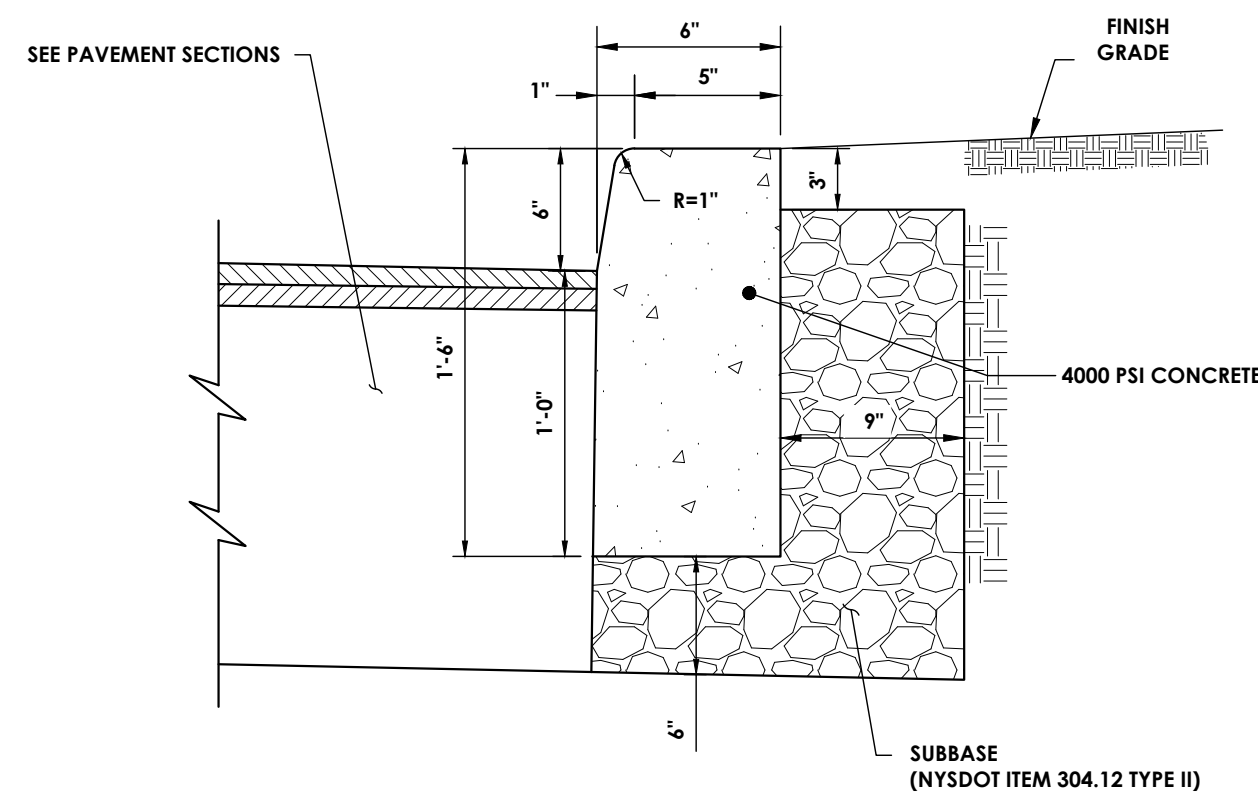 FINISH
GRADE
SEE PAVEMENT SECTIONS
6"
1"
5"
3"
6"
R=1"
1'-6"
1'-0"
4000 PSI CONCRETE
9"
6"
SUBBASE
(NYSDOT ITEM 304.12 TYPE II)